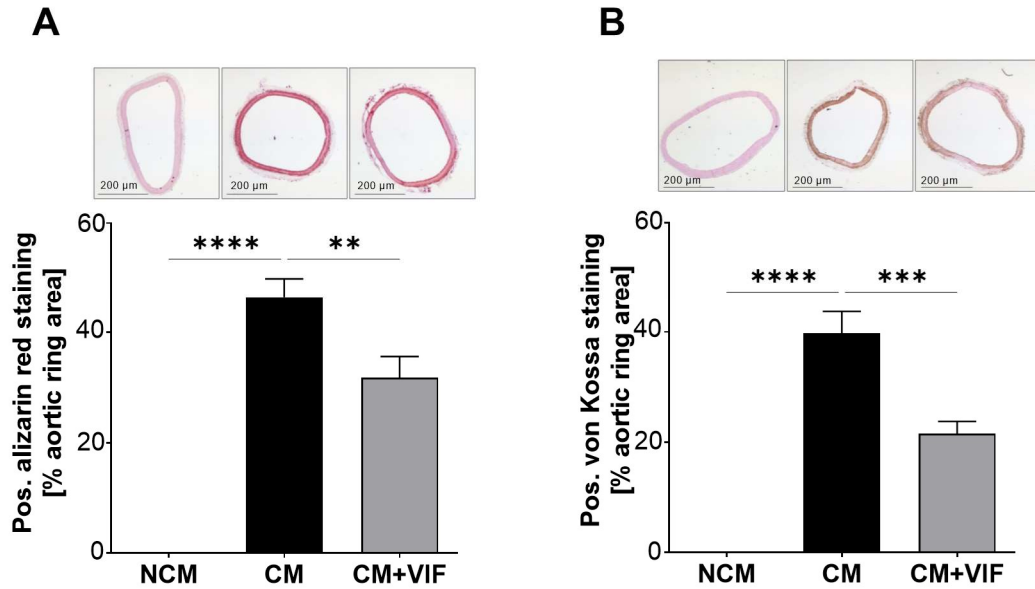 A
200 µm
200 µm
200 µm
60
40
20
0
Pos. alizarin red staining
[% aortic ring area]
****
**
NCM
CM
CM+VIF
B
200 µm
200 µm
200 µm
60
40
20
0
Pos. von Kossa staining
[% aortic ring area]
****
***
NCM
CM
CM+VIF